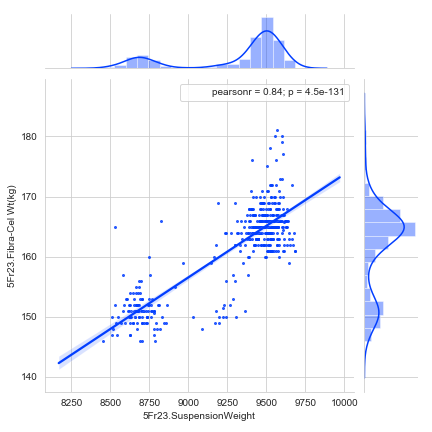 pearsonr = 0.84; p = 4.5e-131
180
170
160
150
140
5Fr23.Fibra-Cel Wt(kg)
8250 8500 8750 9000 9250 9500 9750 10000
5Fr23.SuspensionWeight